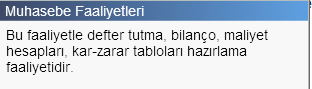 Muhasebe Faaliyetleri
Bu faaliyetle defter tutma, bilanço, maliyet
hesapları, kar-zarar tabloları hazırlama
faaliyetidir.